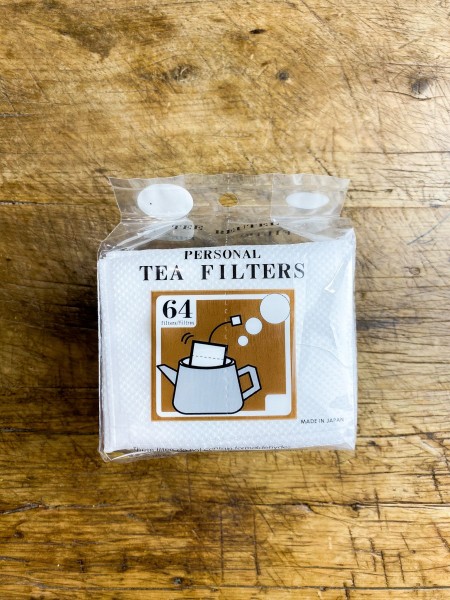 PERSONAL
TEA FILTERS
64
Filters/Filtres
MADE IN JAPAN